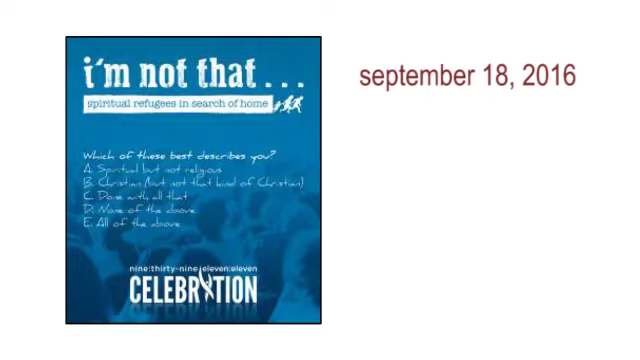 i'm not that...
spiritual refugees in search of home
Which of these best describes you?
A. Spiritual but not religious
B. Christian (but not that kind of Christian)
C. Done with all that
D. None of the above
E. All of the above
nine:thirty-nine eleven:eleven
CELEBRATION
september 18, 2016